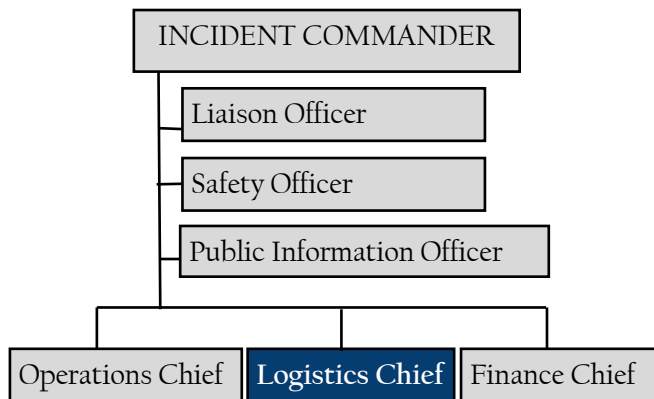 INCIDENT COMMANDER
Liaison Officer
Safety Officer
Public Information Officer
Operations Chief
Logistics Chief
Finance Chief